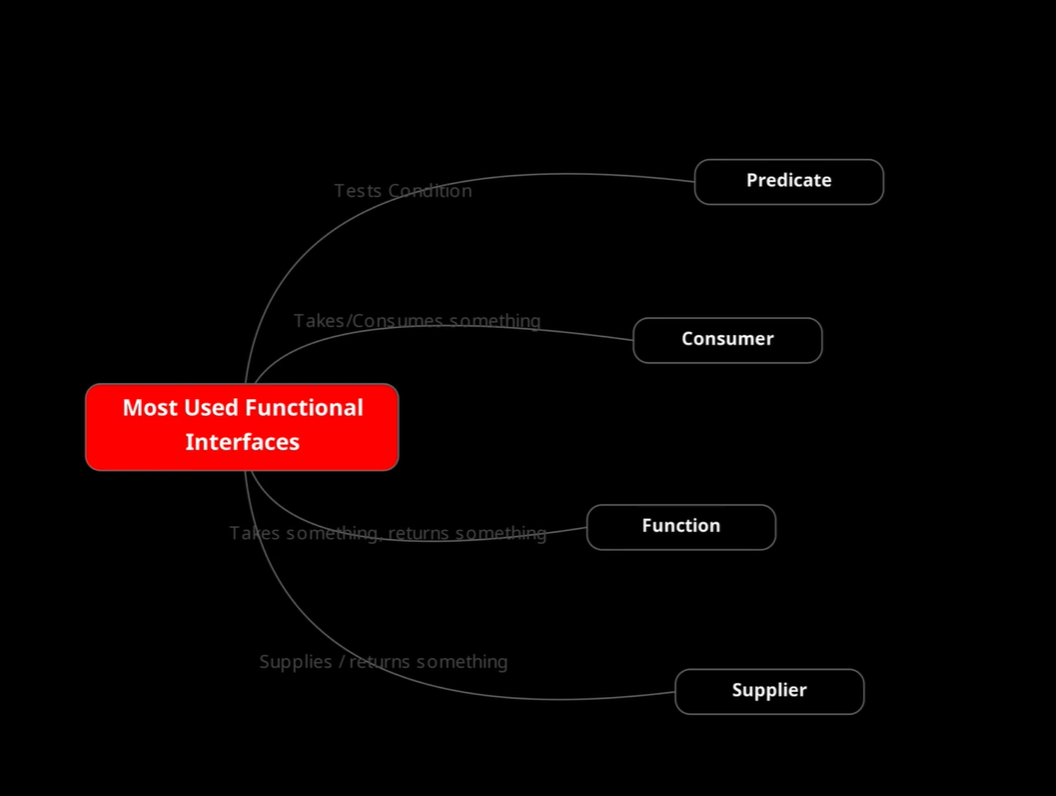 Tests Condition
Predicate
Takes/Consumes something
Consumer
Most Used Functional
Interfaces
Takes something, returns something
Function
Supplies / returns something
Supplier